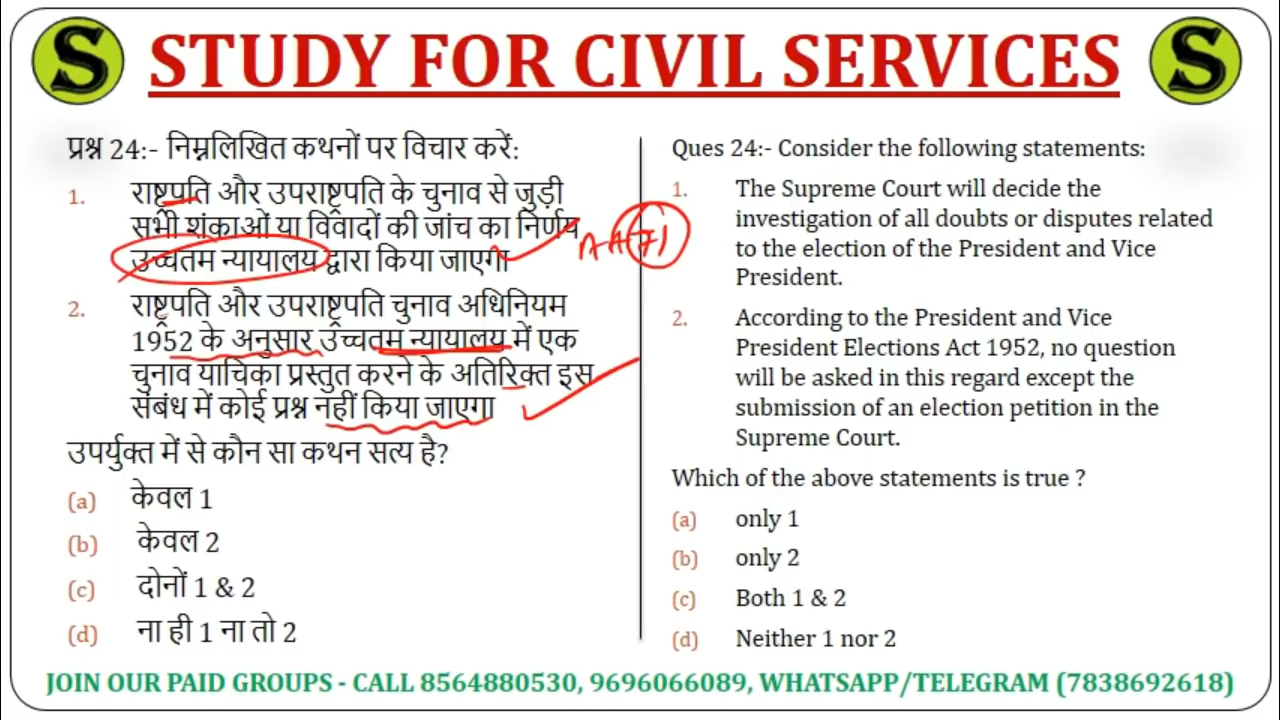 S STUDY FOR CIVIL SERVICES S
प्रश्न 24:- निम्नलिखित कथनों पर विचार करें:
1. राष्ट्रपति और उपराष्ट्रपति के चुनाव से जुड़ी
सभी शंकाओं या विवादों की जांच का निर्णय
उच्चतम न्यायालय द्वारा किया जाएगा
2. राष्ट्रपति और उपराष्ट्रपति चुनाव अधिनियम
1952 के अनुसार उच्चतम न्यायालय में एक
चुनाव याचिका प्रस्तुत करने के अतिरिक्त इस
संबंध में कोई प्रश्न नहीं किया जाएगा
उपर्युक्त में से कौन सा कथन सत्य है?
(a) केवल 1
(b) केवल 2
(c) दोनों 1 & 2
(d) ना ही 1 ना तो 2
71
Ques 24:- Consider the following statements:
1. The Supreme Court will decide the
investigation of all doubts or disputes related
to the election of the President and Vice
President.
2. According to the President and Vice
President Elections Act 1952, no question
will be asked in this regard except the
submission of an election petition in the
Supreme Court.
Which of the above statements is true ?
(a) only 1
(b) only 2
(c) Both 1 & 2
(d) Neither 1 nor 2
JOIN OUR PAID GROUPS - CALL 8564880530, 9696066089, WHATSAPP/TELEGRAM (7838692618)